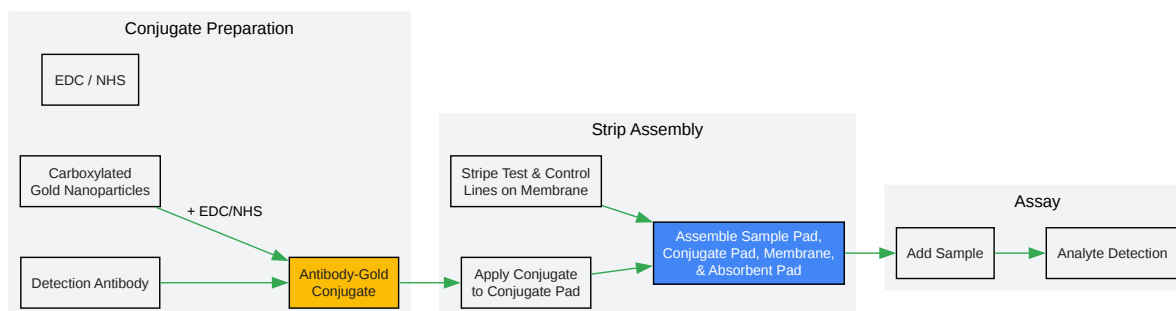 Conjugate Preparation
EDC / NHS
Carboxylated
Gold Nanoparticles
+ EDC/NHS
Detection Antibody
Antibody-Gold
Conjugate
Strip Assembly
Stripe Test & Control
Lines on Membrane
Apply Conjugate
to Conjugate Pad
Assemble Sample Pad,
Conjugate Pad, Membrane,
& Absorbent Pad
Assay
Add Sample
Analyte Detection